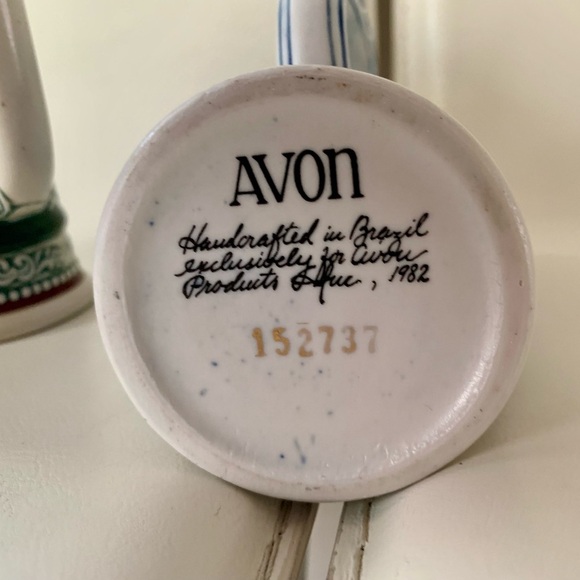 AVON
Handcrafted in Brazil
exclusively for Avon
Products Inc., 1982
152737